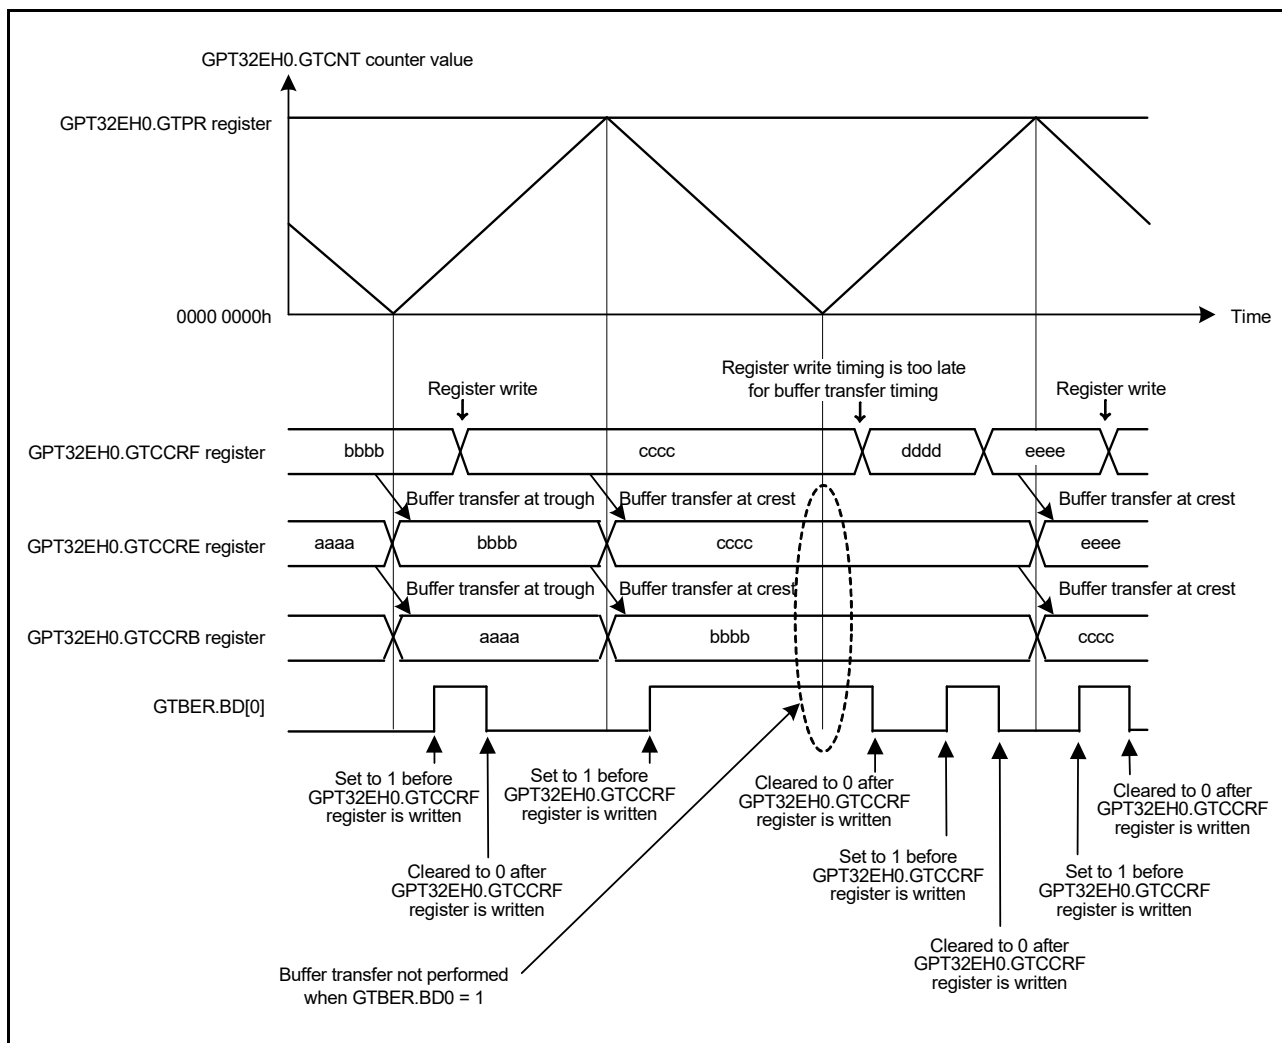 GPT32EH0.GTCNT counter value
GPT32EH0.GTPR register
0000 0000h
Time
Register write
Register write timing is too late
for buffer transfer timing
Register write
GPT32EH0.GTCCRF register
bbbb
cccc
dddd
eeee
Buffer transfer at trough
Buffer transfer at crest
Buffer transfer at crest
GPT32EH0.GTCCRE register
aaaa
bbbb
cccc
eeee
Buffer transfer at trough
Buffer transfer at crest
Buffer transfer at crest
GPT32EH0.GTCCRB register
aaaa
bbbb
cccc
GTBER.BD[0]
Set to 1 before
GPT32EH0.GTCCRF
register is written
Set to 1 before
GPT32EH0.GTCCRF
register is written
Cleared to 0 after
GPT32EH0.GTCCRF
register is written
Cleared to 0 after
GPT32EH0.GTCCRF
register is written
Cleared to 0 after
GPT32EH0.GTCCRF
register is written
Set to 1 before
GPT32EH0.GTCCRF
register is written
Set to 1 before
GPT32EH0.GTCCRF
register is written
Cleared to 0 after
GPT32EH0.GTCCRF
register is written
Buffer transfer not performed
when GTBER.BD0 = 1